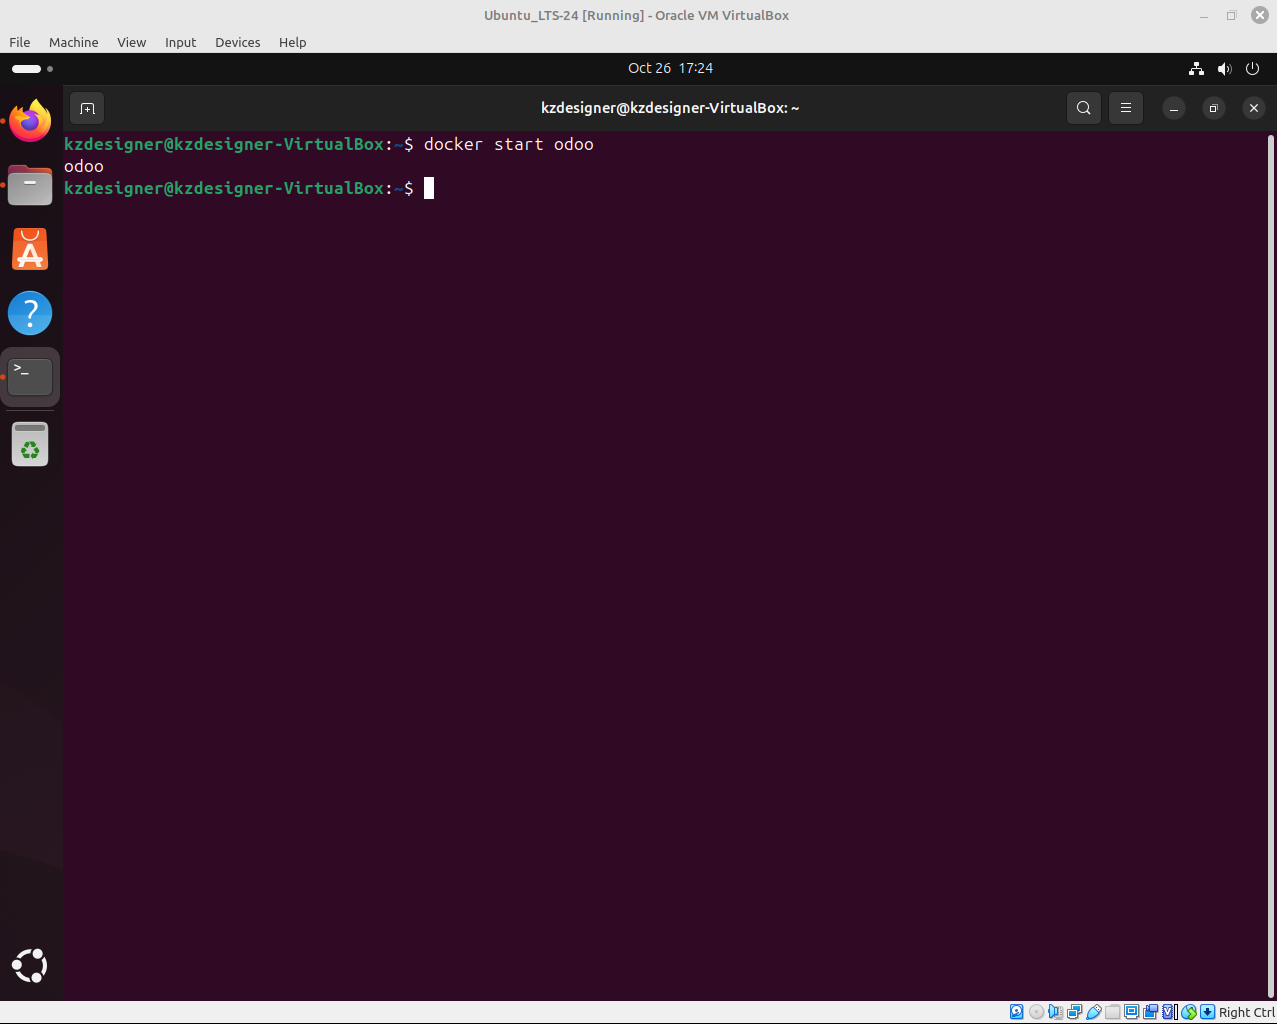 Ubuntu_LTS-24 [Running] - Oracle VM VirtualBox
File Machine View Input Devices Help
Oct 26 17:24
kzdesigner@kzdesigner-VirtualBox: ~
kzdesigner@kzdesigner-VirtualBox:~$ docker start odoo
odoo
kzdesigner@kzdesigner-VirtualBox:~$
>_
?
Right Ctrl